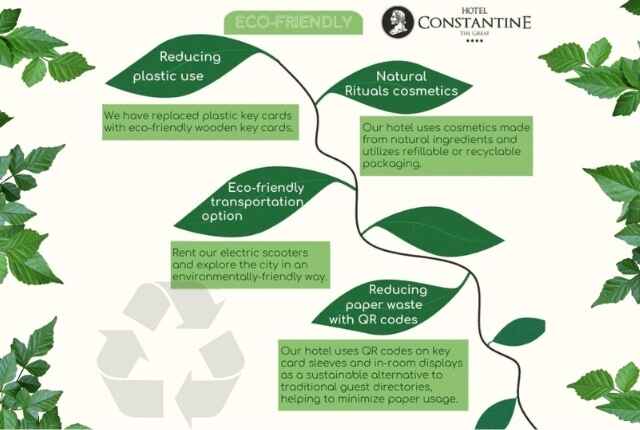 ECO-FRIENDLY
HOTEL
CONSTANTINE
THE GREAT
Reducing
plastic use
We have replaced plastic key cards
with eco-friendly wooden key cards.
Natural
Rituals cosmetics
Our hotel uses cosmetics made
from natural ingredients and
utilizes refillable or recyclable
packaging.
Eco-friendly
transportation
option
Rent our electric scooters
and explore the city in an
environmentally-friendly way.
Reducing
paper waste
with QR codes
Our hotel uses QR codes on key
card sleeves and in-room displays
as a sustainable alternative to
traditional guest directories,
helping to minimize paper usage.